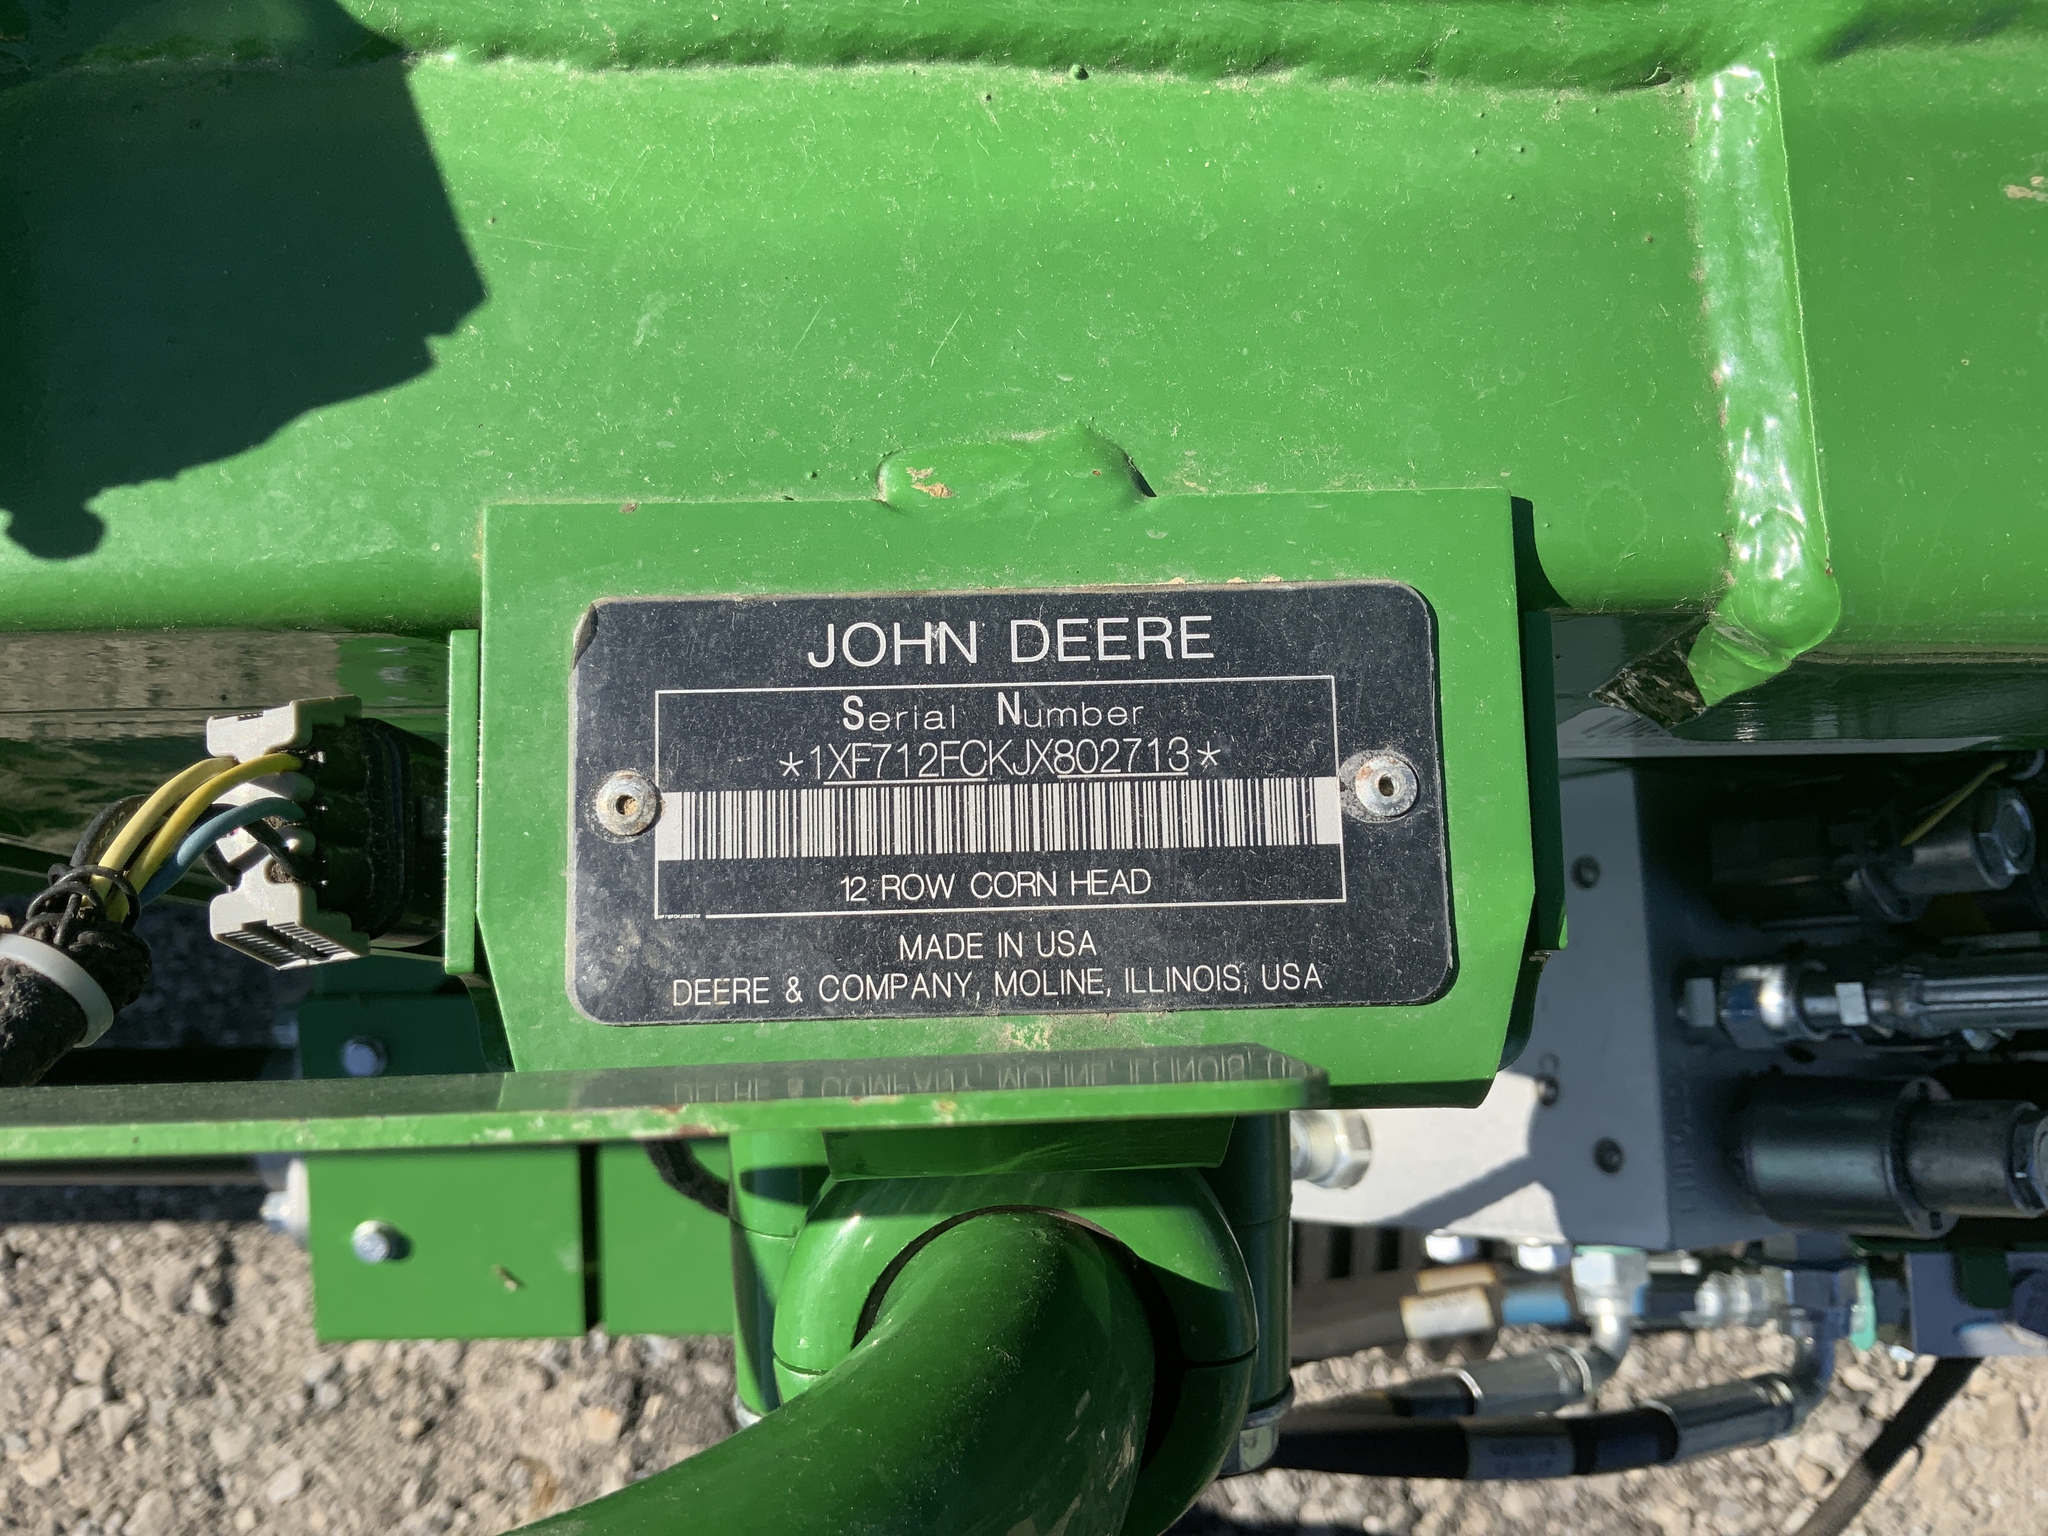 JOHN DEERE
Serial Number
*1XF712FCKJX802713*
12 ROW CORN HEAD
MADE IN USA
DEERE & COMPANY, MOLINE, ILLINOIS, USA